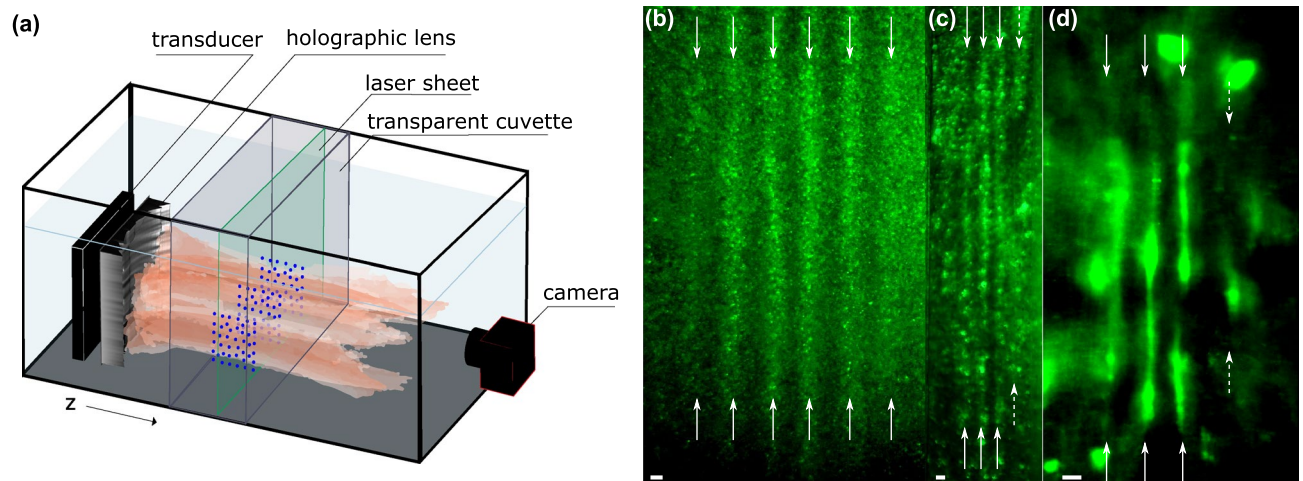 (a)
transducer
holographic lens
laser sheet
transparent cuvette
camera
z
(b)
(c)
(d)